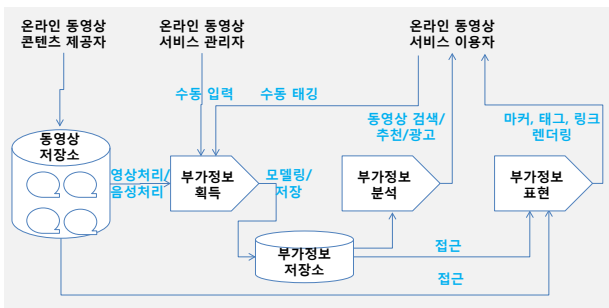 온라인 동영상
콘텐츠 제공자
온라인 동영상
서비스 관리자
온라인 동영상
서비스 이용자
수동 입력
수동 태깅
동영상 검색/
추천/광고
마커, 태그, 링크
렌더링
동영상
저장소
영상처리/
음성처리
부가정보
획득
모델링/
저장
부가정보
분석
부가정보
표현
부가정보
저장소
접근
접근